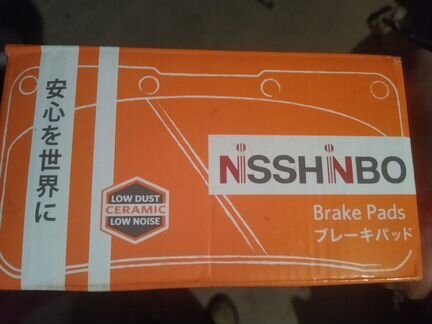 安心を世界に
LOW DUST
CERAMIC
LOW NOISE
NISSHINBO
Brake Pads
ブレーキパッド